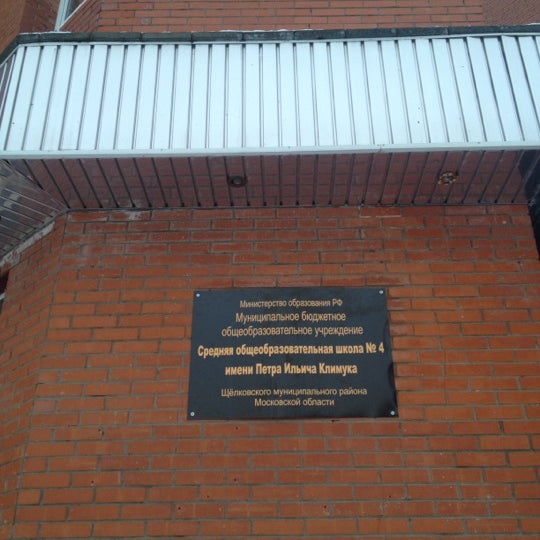 Министерство образования РФ
Муниципальное бюджетное
общеобразовательное учреждение
Средняя общеобразовательная школа № 4
имени Петра Ильича Климука
Щёлковского муниципального района
Московской области